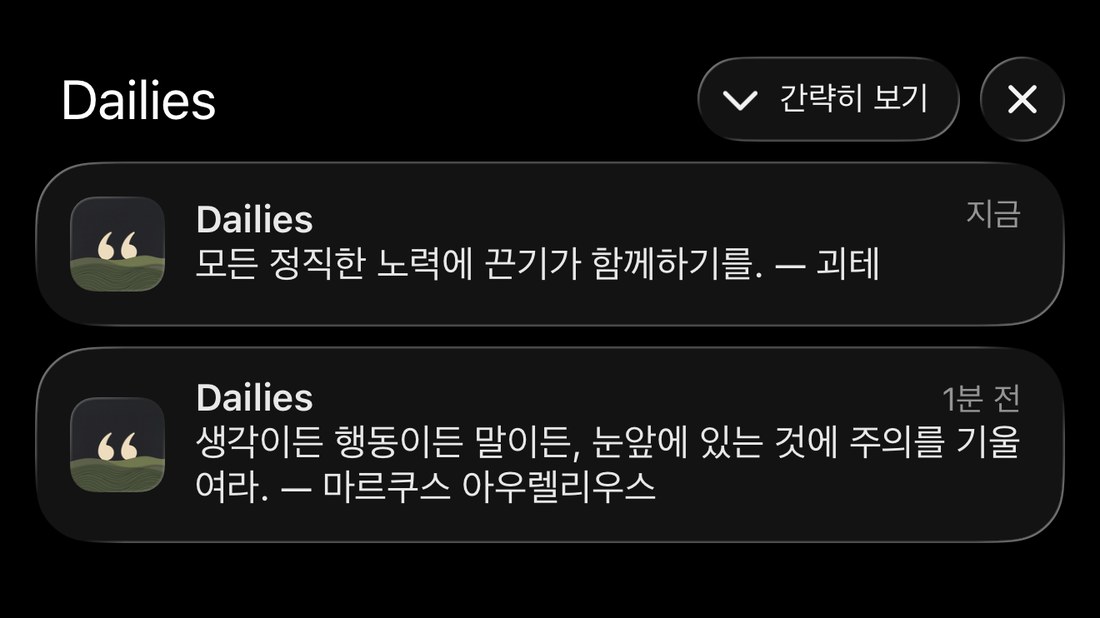 Dailies
간략히 보기
Dailies
지금
모든 정직한 노력에 끈기가 함께하기를. — 괴테
Dailies
1분 전
생각이든 행동이든 말이든, 눈앞에 있는 것에 주의를 기울
여라. — 마르쿠스 아우렐리우스